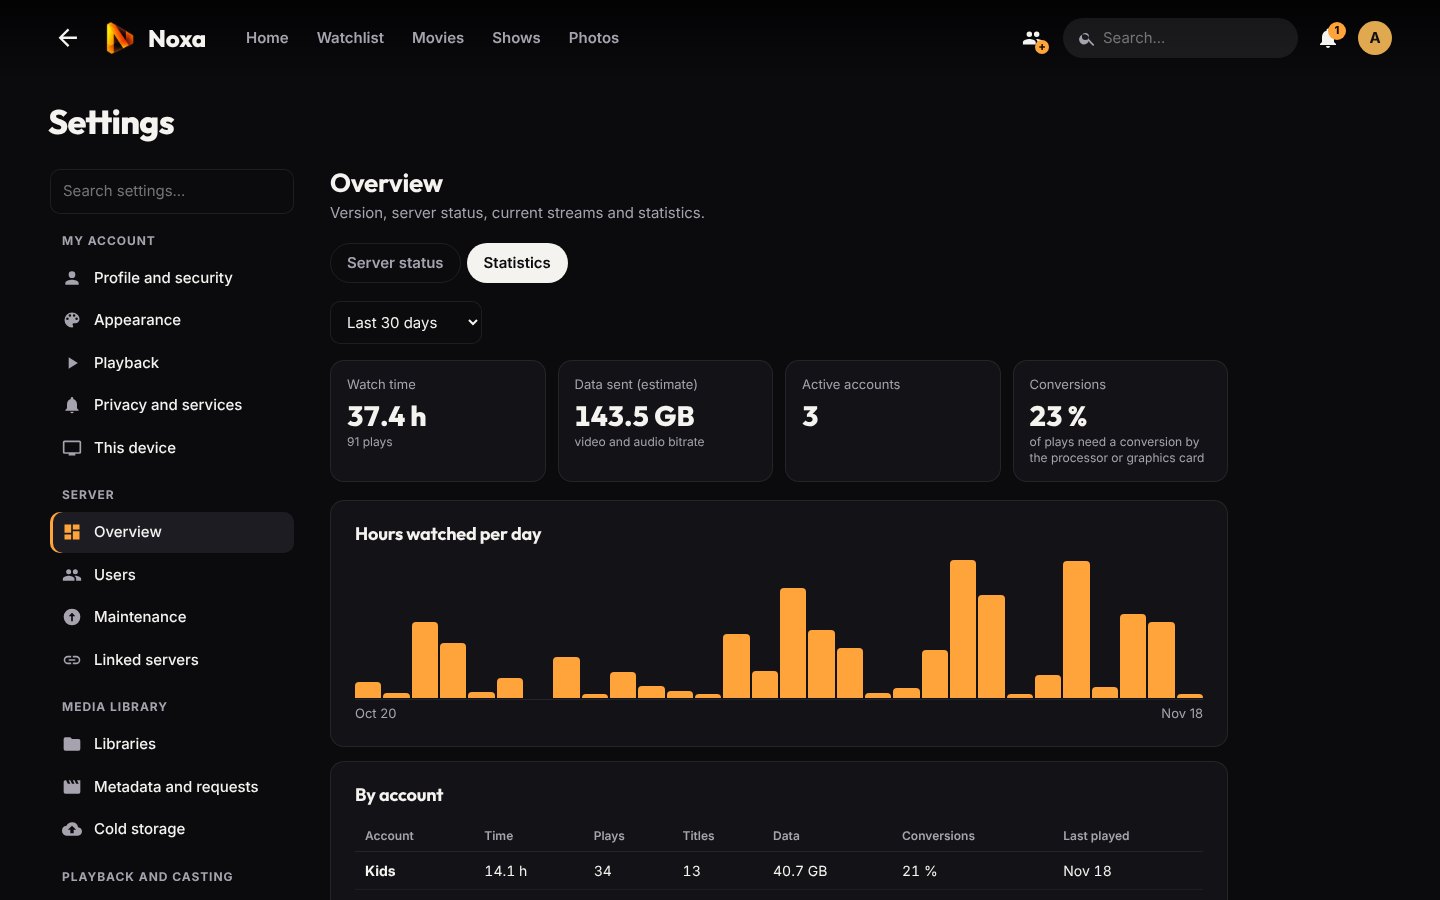 Noxa
Home
Watchlist
Movies
Shows
Photos
Search...
1
A
Settings
Search settings...
MY ACCOUNT
Profile and security
Appearance
Playback
Privacy and services
This device
SERVER
Overview
Users
Maintenance
Linked servers
MEDIA LIBRARY
Libraries
Metadata and requests
Cold storage
PLAYBACK AND CASTING
Overview
Version, server status, current streams and statistics.
Server status
Statistics
Last 30 days
Watch time
37.4 h
91 plays
Data sent (estimate)
143.5 GB
video and audio bitrate
Active accounts
3
Conversions
23 %
of plays need a conversion by
the processor or graphics card
Hours watched per day
Oct 20
Nov 18
By account
Account Time Plays Titles Data Conversions Last played
Kids 14.1 h 34 13 40.7 GB 21 % Nov 18